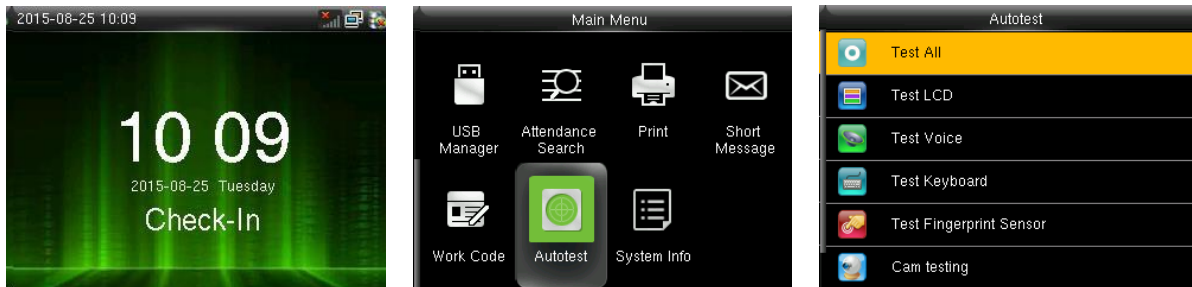 2015-08-25 10:09
10 09
2015-08-25 Tuesday
Check-In
Main Menu
USB Manager
Attendance Search
Print
Short Message
Work Code
Autotest
System Info
Autotest
Test All
Test LCD
Test Voice
Test Keyboard
Test Fingerprint Sensor
Cam testing